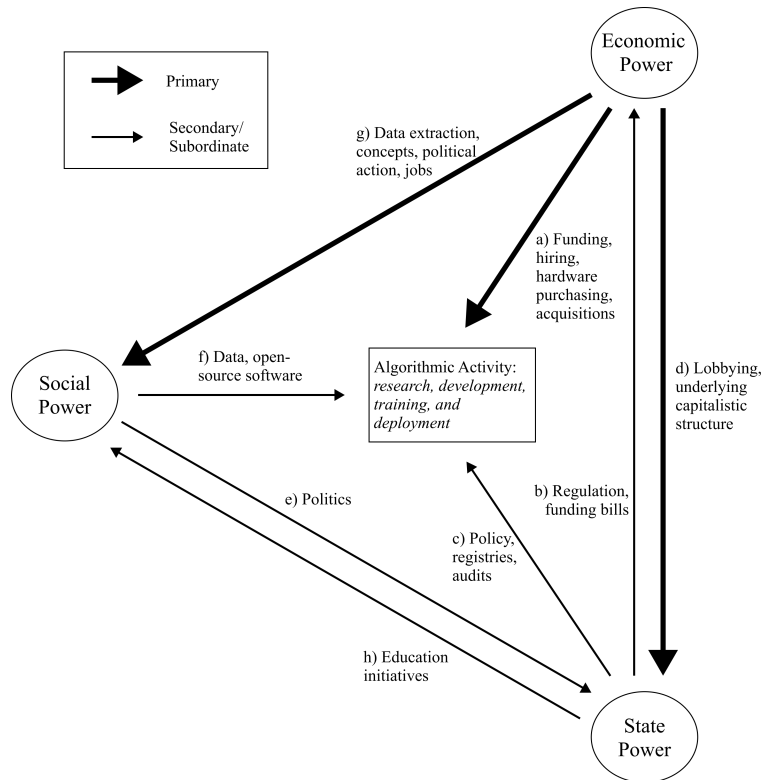 Economic
Power
Primary
Secondary/
Subordinate
g) Data extraction,
concepts, political
action, jobs
a) Funding,
hiring,
hardware
purchasing,
acquisitions
f) Data, open-
source software
Social
Power
Algorithmic Activity:
research, development,
training, and
deployment
d) Lobbying,
underlying
capitalistic
structure
e) Politics
b) Regulation,
funding bills
c) Policy,
registries,
audits
h) Education
initiatives
State
Power